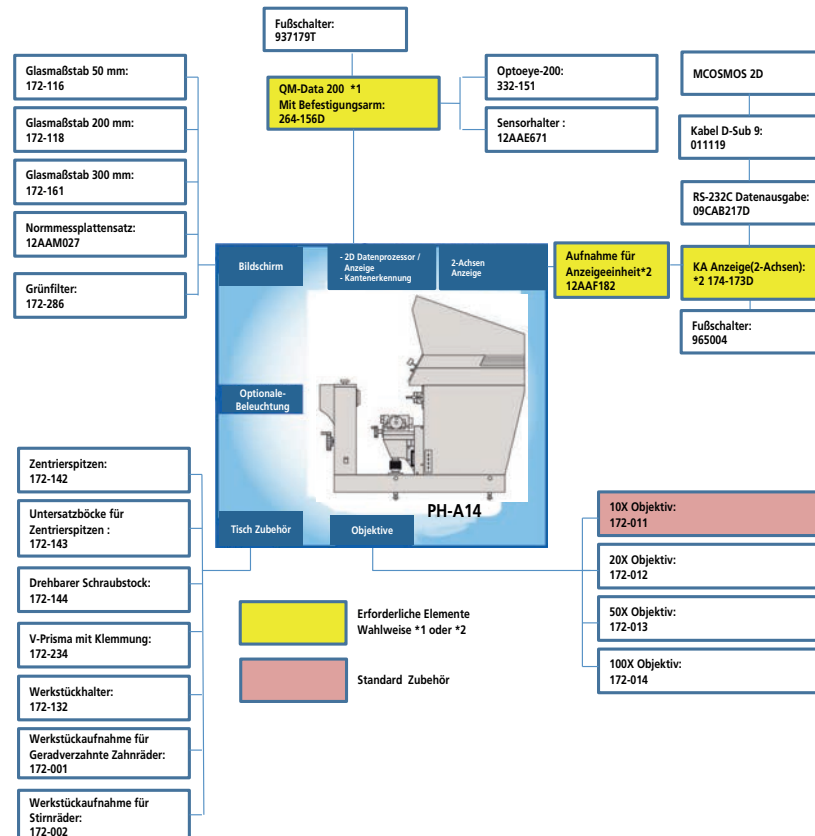 Fußschalter:
937179T
Glasmaßstab 50 mm:
172-116
Glasmaßstab 200 mm:
172-118
Glasmaßstab 300 mm:
172-161
Normmessplattensatz:
12AAM027
Grünfilter:
172-286
QM-Data 200 *1
Mit Befestigungsarm:
264-156D
Optoeye-200:
332-151
Sensorhalter :
12AAE671
MCOSMOS 2D
Kabel D-Sub 9:
011119
RS-232C Datenausgabe:
09CAB217D
Aufnahme für
Anzeigeeinheit*2
12AAF182
KA Anzeige(2-Achsen):
*2 174-173D
Fußschalter:
965004
Bildschirm
- 2D Datenprozessor /
Anzeige
- Kantenerkennung
2-Achsen
Anzeige
Optionale-
Beleuchtung
PH-A14
Tisch Zubehör
Objektive
Zentrierspitzen:
172-142
Untersatzböcke für
Zentrierspitzen :
172-143
Drehbarer Schraubstock:
172-144
V-Prisma mit Klemmung:
172-234
Werkstückhalter:
172-132
Werkstückaufnahme für
Geradverzahnte Zahnräder:
172-001
Werkstückaufnahme für
Stirnräder:
172-002
Erforderliche Elemente
Wahlweise *1 oder *2
Standard Zubehör
10X Objektiv:
172-011
20X Objektiv:
172-012
50X Objektiv:
172-013
100X Objektiv:
172-014